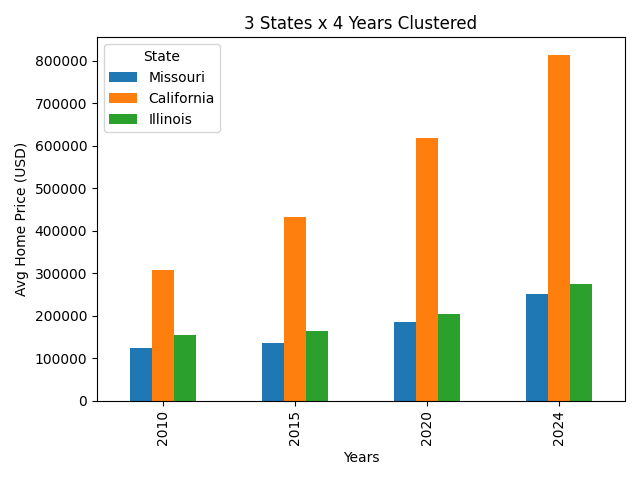 3 States x 4 Years Clustered
State
Missouri
California
Illinois
Avg Home Price (USD)
800000
700000
600000
500000
400000
300000
200000
100000
0
2010
2015
2020
2024
Years